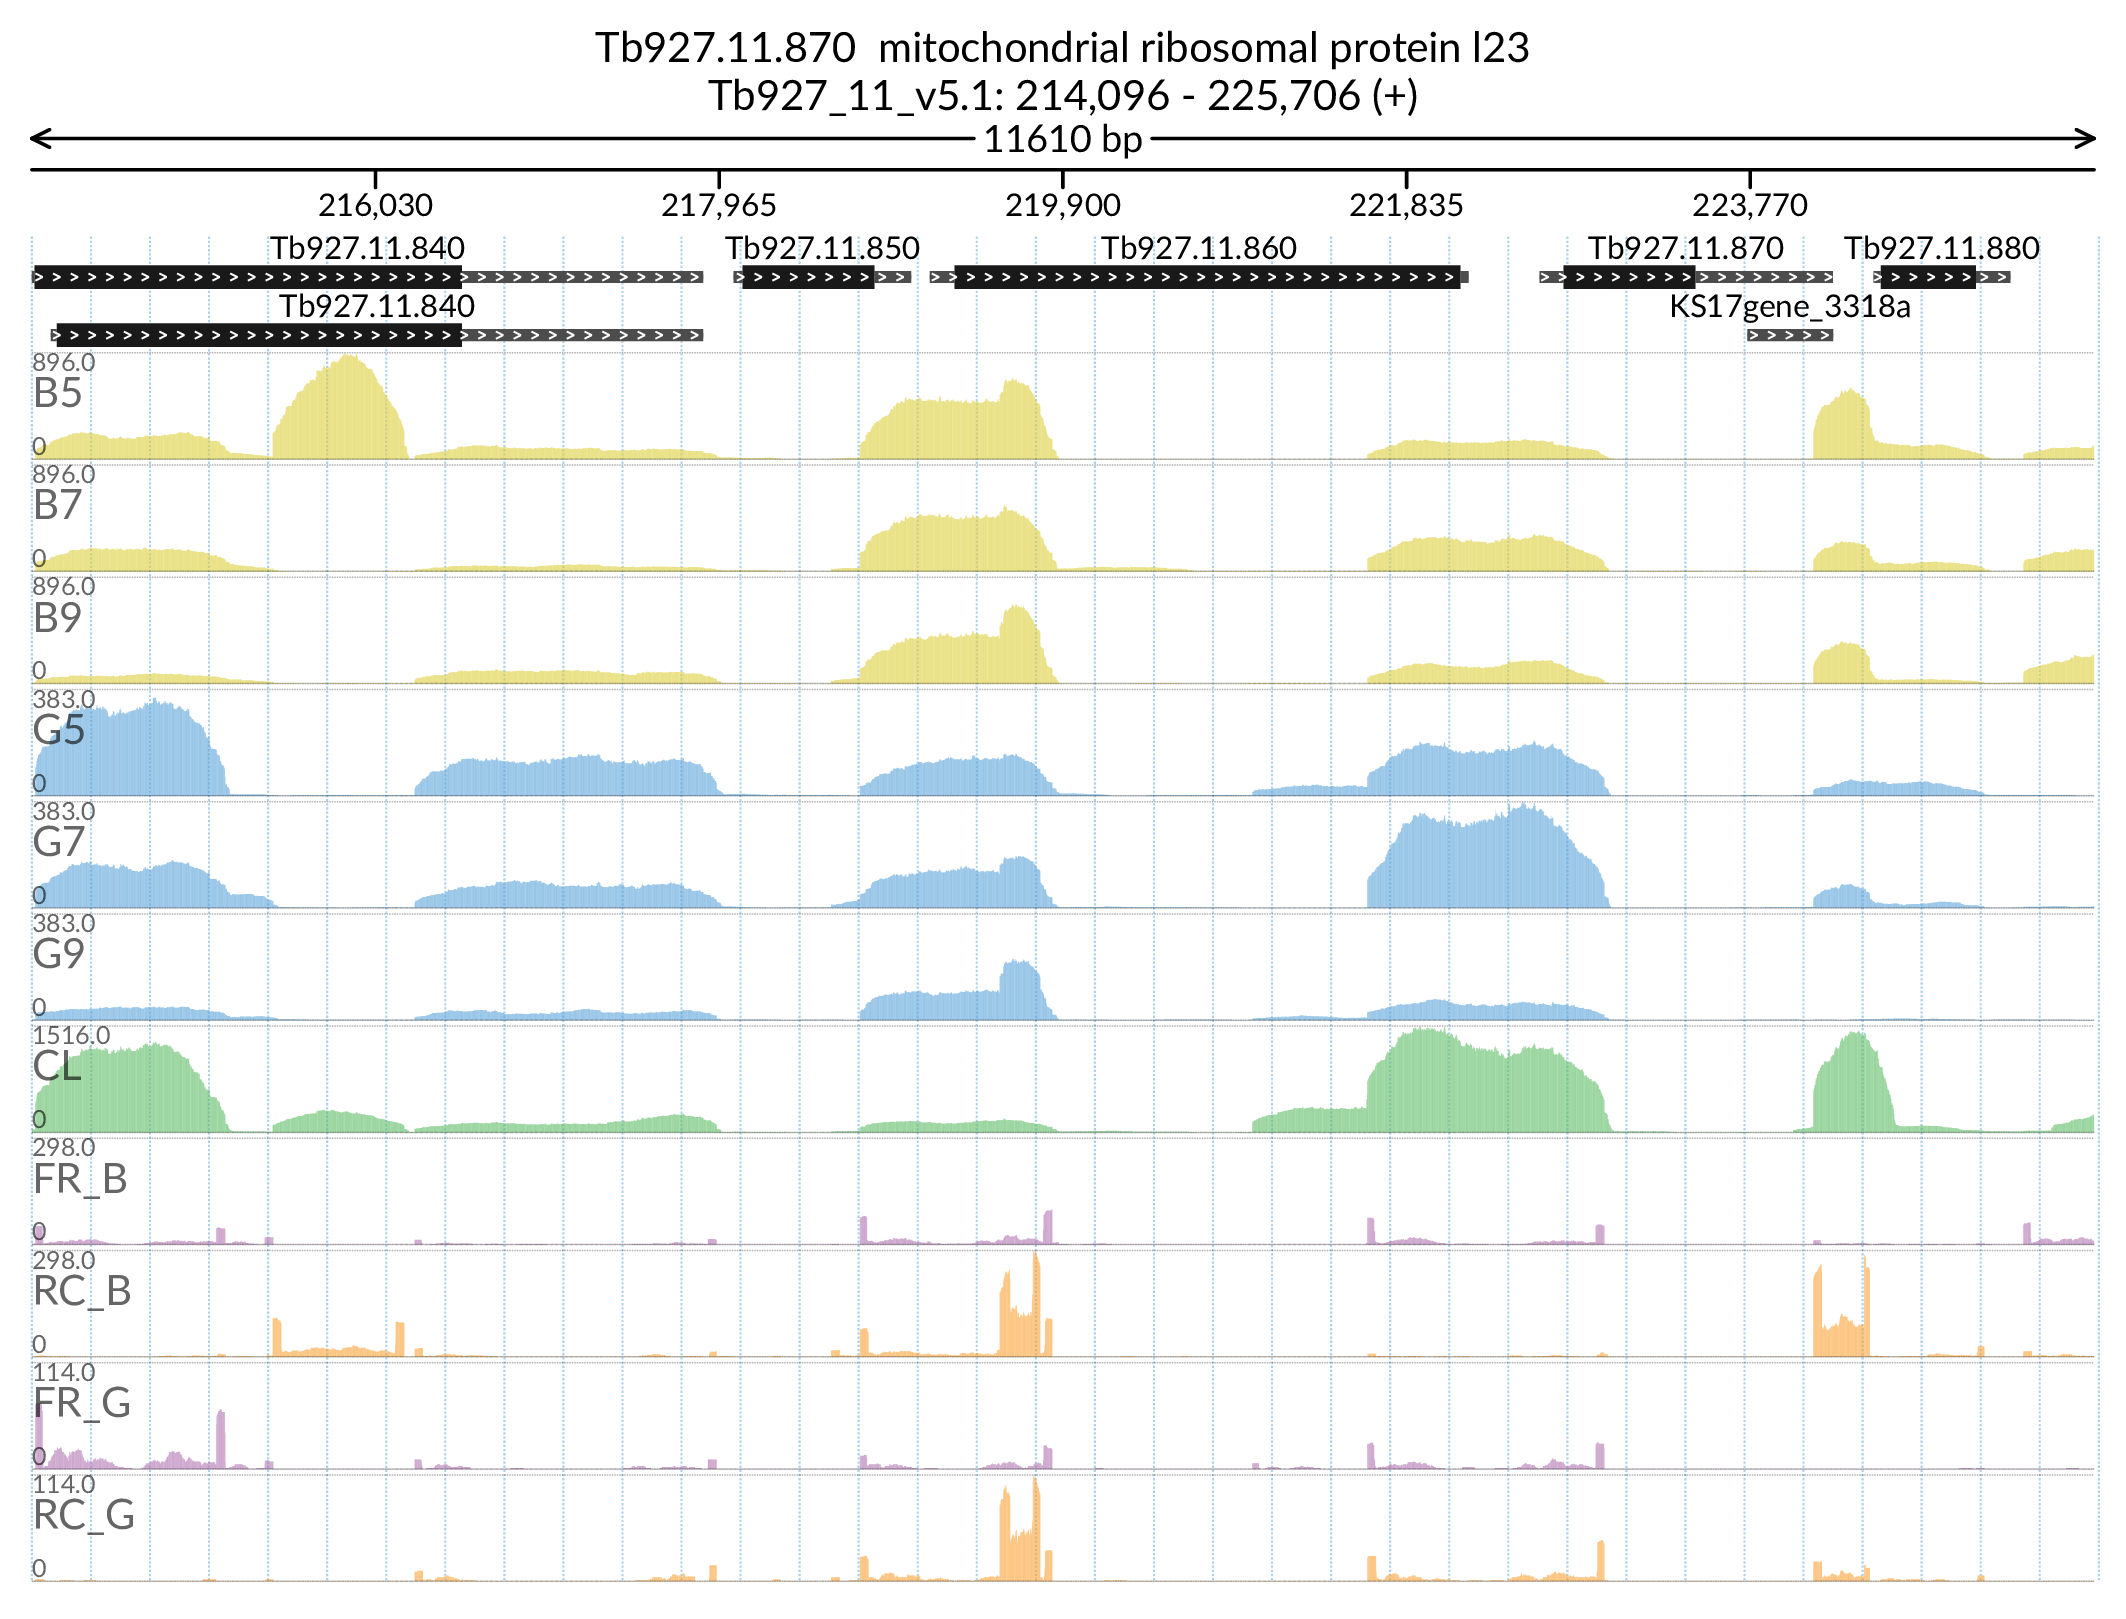 Tb927.11.870  mitochondrial ribosomal protein l23
Tb927_11_v5.1: 214,096 - 225,706 (+)
11610 bp
216,030 217,965 219,900 221,835 223,770
Tb927.11.840 Tb927.11.850 Tb927.11.860 Tb927.11.870 Tb927.11.880
Tb927.11.840 KS17gene_3318a
896.0
B5
0
896.0
B7
0
896.0
B9
0
383.0
G5
0
383.0
G7
0
383.0
G9
0
1516.0
CL
0
298.0
FR_B
0
298.0
RC_B
0
114.0
FR_G
0
114.0
RC_G
0